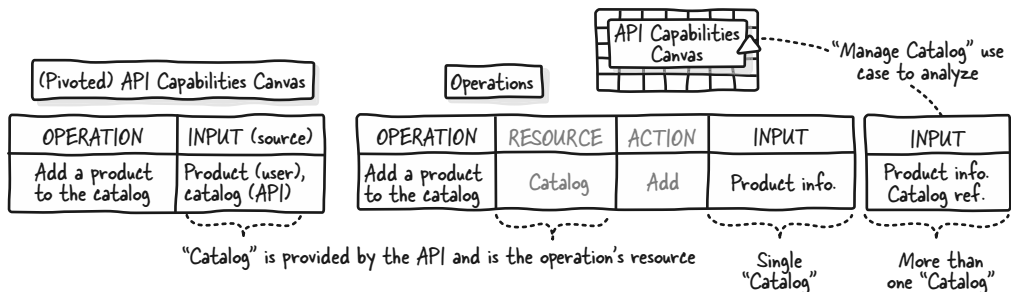 API Capabilities
Canvas
"Manage Catalog" use
case to analyze
(Pivoted) API Capabilities Canvas
Operations
OPERATION INPUT (source)
Add a product
to the catalog
Product (user),
catalog (API)
OPERATION RESOURCE ACTION INPUT
Add a product
to the catalog
Catalog
Add
Product info.
INPUT
Product info.
Catalog ref.
"Catalog" is provided by the API and is the operation's resource
Single
"Catalog"
More than
one "Catalog"